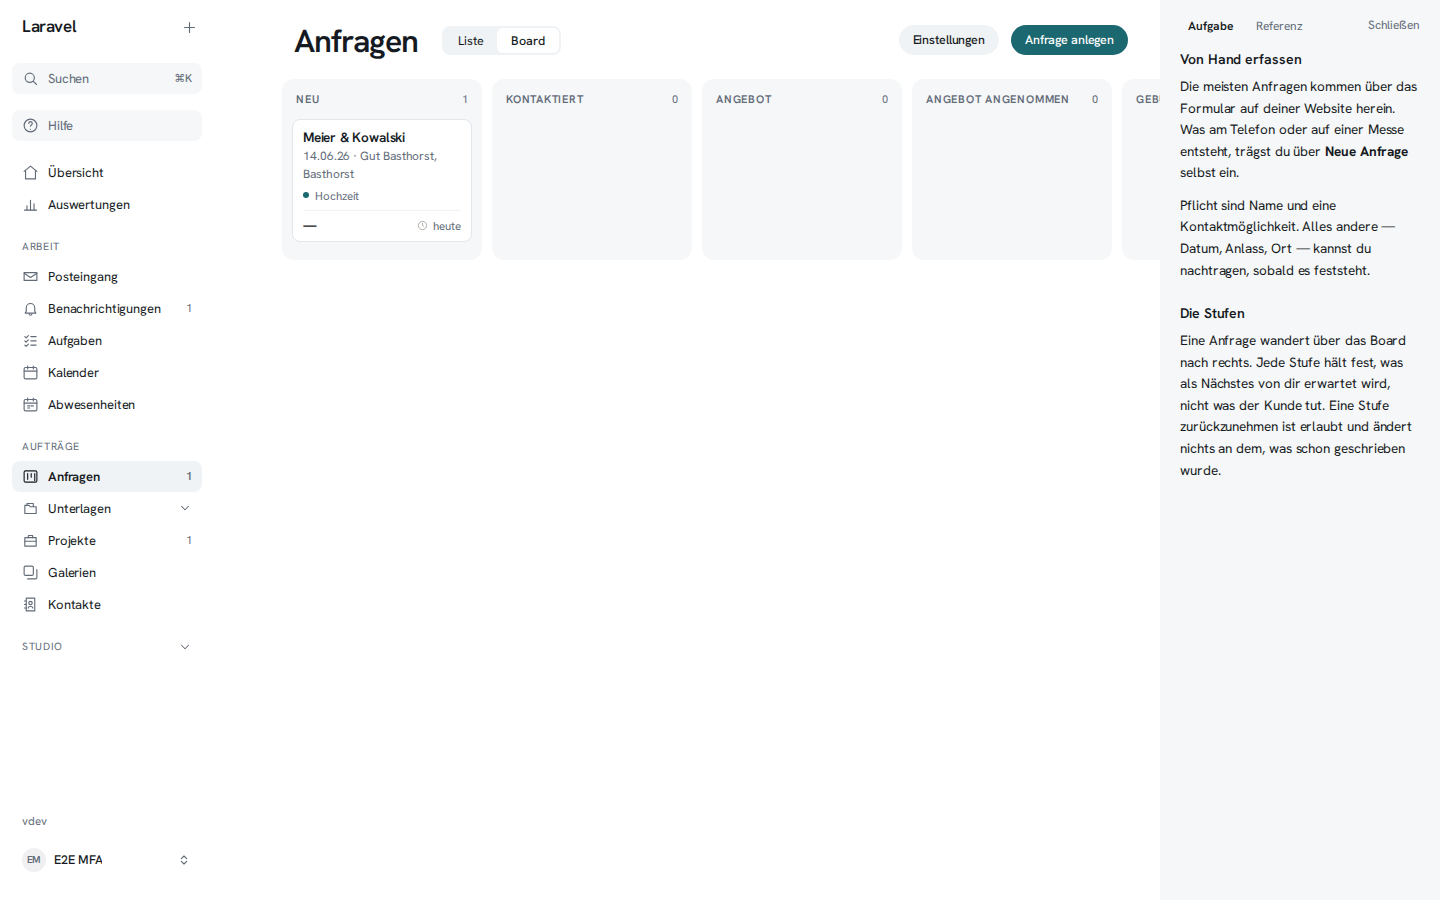 Laravel
Suchen ⌘K
Hilfe
Übersicht
Auswertungen
ARBEIT
Posteingang
Benachrichtigungen 1
Aufgaben
Kalender
Abwesenheiten
AUFTRÄGE
Anfragen 1
Unterlagen
Projekte 1
Galerien
Kontakte
STUDIO
vdev
EM E2E MFA
Anfragen
Liste Board
Einstellungen
Anfrage anlegen
NEU 1
Meier & Kowalski
14.06.26 · Gut Basthorst,
Basthorst
Hochzeit
— heute
KONTAKTIERT 0
ANGEBOT 0
ANGEBOT ANGENOMMEN 0
Aufgabe Referenz Schließen
Von Hand erfassen
Die meisten Anfragen kommen über das
Formular auf deiner Website herein.
Was am Telefon oder auf einer Messe
entsteht, trägst du über Neue Anfrage
selbst ein.
Pflicht sind Name und eine
Kontaktmöglichkeit. Alles andere —
Datum, Anlass, Ort — kannst du
nachtragen, sobald es feststeht.
Die Stufen
Eine Anfrage wandert über das Board
nach rechts. Jede Stufe hält fest, was
als Nächstes von dir erwartet wird,
nicht was der Kunde tut. Eine Stufe
zurückzunehmen ist erlaubt und ändert
nichts an dem, was schon geschrieben
wurde.